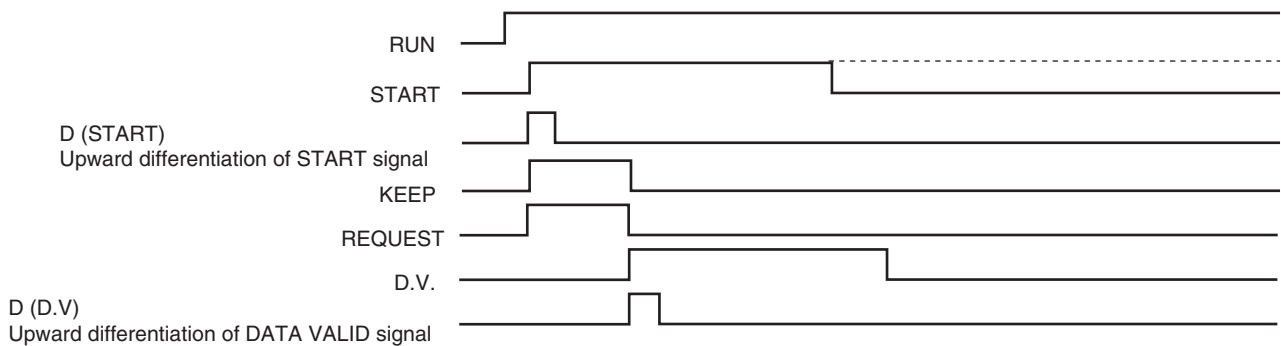 RUN
START
D (START)
Upward differentiation of START signal
KEEP
REQUEST
D.V.
D (D.V)
Upward differentiation of DATA VALID signal